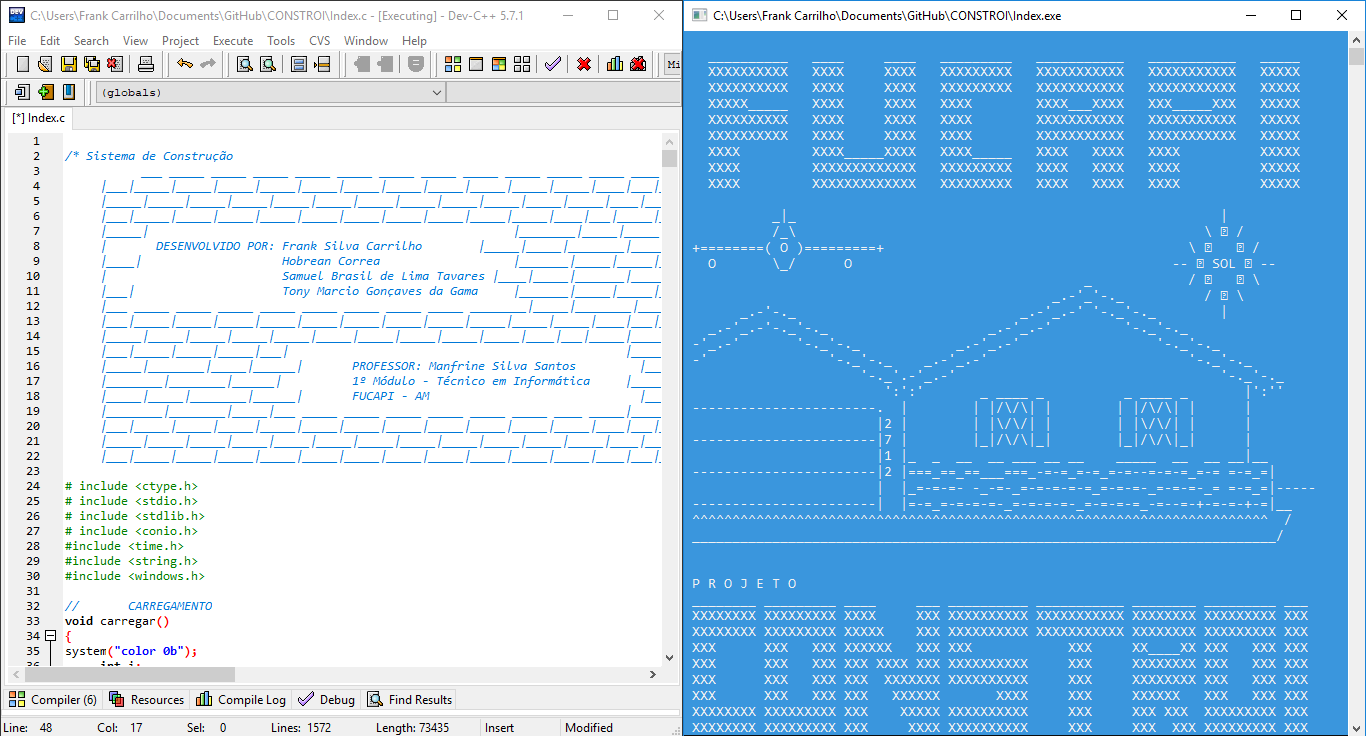 C:\Users\Frank Carrilho\Documents\GitHub\CONSTROI\Index.c - [Executing] - Dev-C++ 5.7.1
File Edit Search View Project Execute Tools CVS Window Help
Mi
(globals)
[*] Index.c
1
2 /* Sistema de Construção
3
4
5
6
7
8 DESENVOLVIDO POR: Frank Silva Carrilho
9 Hobrean Correa
10 Samuel Brasil de Lima Tavares
11 Tony Marcio Gonçaves da Gama
12
13
14
15
16 PROFESSOR: Manfrine Silva Santos
17 1º Módulo - Técnico em Informática
18 FUCAPI - AM
19
20
21
22
23
24 # include <ctype.h>
25 # include <stdio.h>
26 # include <stdlib.h>
27 # include <conio.h>
28 #include <time.h>
29 #include <string.h>
30 #include <windows.h>
31
32 // CARREGAMENTO
33 void carregar()
34 {
35 system("color 0b");
36 int i;
Compiler (6) Resources Compile Log Debug Find Results
Line: 48 Col: 17 Sel: 0 Lines: 1572 Length: 73435 Insert Modified
C:\Users\Frank Carrilho\Documents\GitHub\CONSTROI\Index.exe
FUCAPI
SOL
2
7
1
2
P R O J E T O
CONSTROI